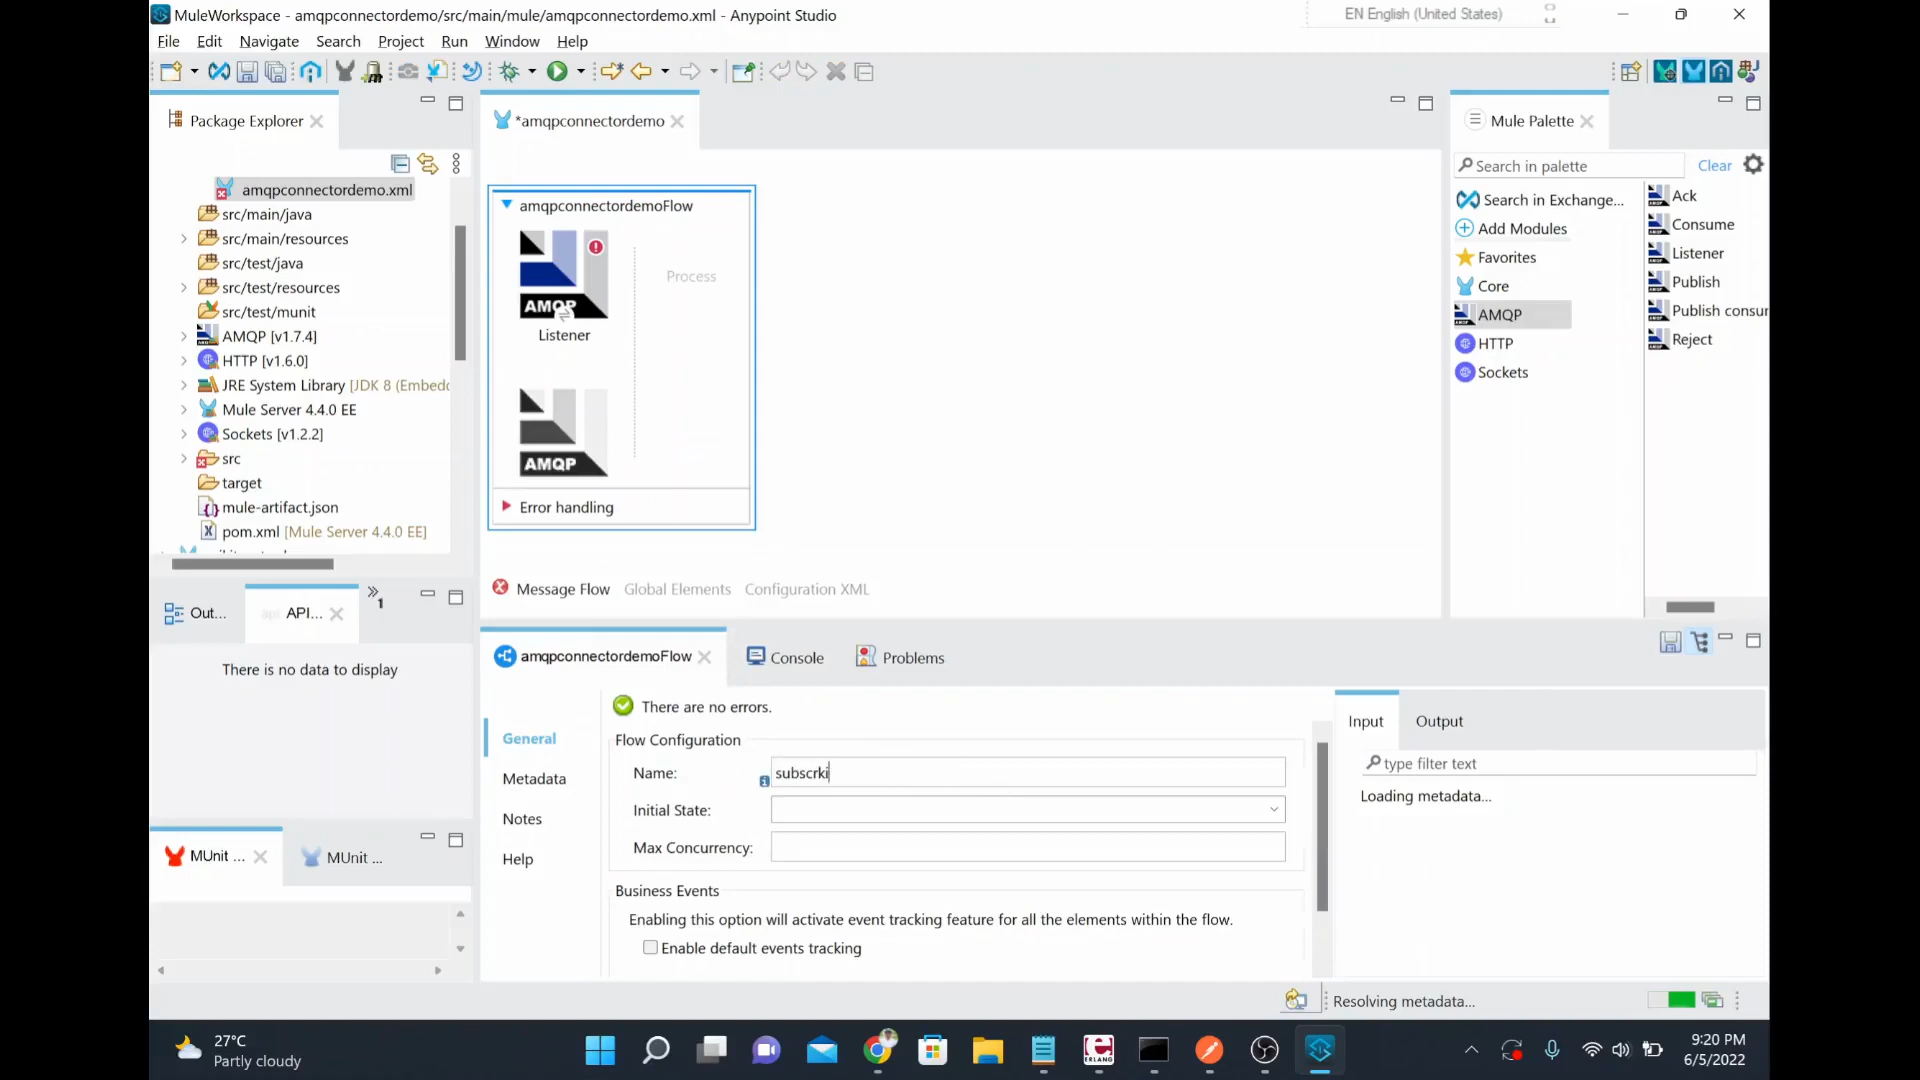 MuleWorkspace - amqpconnectordemo/src/main/mule/amqpconnectordemo.xml - Anypoint Studio
EN English (United States)
File Edit Navigate Search Project Run Window Help
Package Explorer
*amqpconnectordemo
Mule Palette
Search in palette
Clear
amqpconnectordemo.xml
src/main/java
src/main/resources
src/test/java
src/test/resources
src/test/munit
AMQP [v1.7.4]
HTTP [v1.6.0]
JRE System Library [JDK 8 (Embedd
Mule Server 4.4.0 EE
Sockets [v1.2.2]
src
target
mule-artifact.json
pom.xml [Mule Server 4.4.0 EE]
amqpconnectordemoFlow
AMQP
Listener
Process
AMQP
Error handling
Search in Exchange...
Add Modules
Favorites
Core
AMQP
HTTP
Sockets
Ack
Consume
Listener
Publish
Publish consur
Reject
Message Flow Global Elements Configuration XML
Out... API... 1
There is no data to display
MUnit ... MUnit ...
amqpconnectordemoFlow Console Problems
There are no errors.
General
Metadata
Notes
Help
Flow Configuration
Name: subscrki
Initial State:
Max Concurrency:
Business Events
Enabling this option will activate event tracking feature for all the elements within the flow.
Enable default events tracking
Input Output
type filter text
Loading metadata...
Resolving metadata...
27°C
Partly cloudy
ERLANG
9:20 PM
6/5/2022